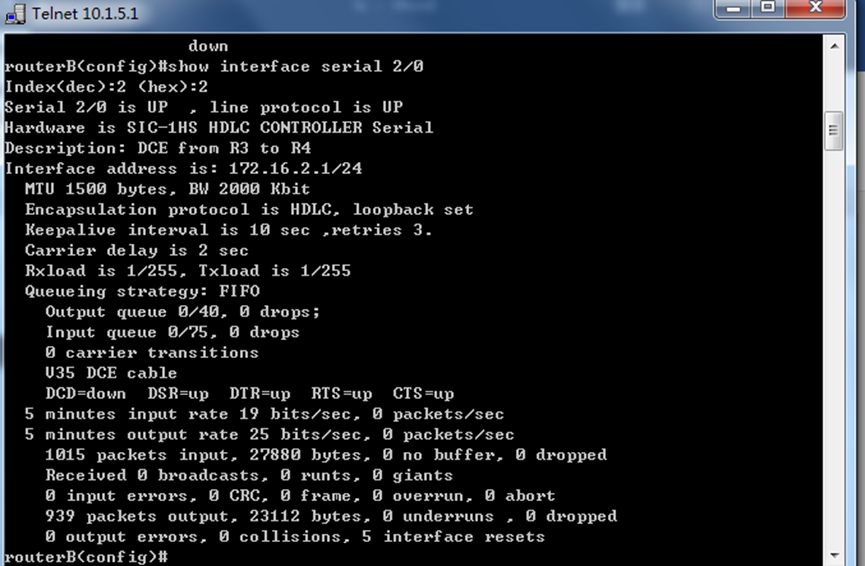 Telnet 10.1.5.1
down
routerB(config)#show interface serial 2/0
Index(dec):2 (hex):2
Serial 2/0 is UP  , line protocol is UP
Hardware is SIC-1HS HDLC CONTROLLER Serial
Description: DCE from R3 to R4
Interface address is: 172.16.2.1/24
  MTU 1500 bytes, BW 2000 Kbit
  Encapsulation protocol is HDLC, loopback set
  Keepalive interval is 10 sec ,retries 3.
  Carrier delay is 2 sec
  Rxload is 1/255, Txload is 1/255
  Queueing strategy: FIFO
    Output queue 0/40, 0 drops;
    Input queue 0/75, 0 drops
    0 carrier transitions
    V35 DCE cable
    DCD=down  DSR=up  DTR=up  RTS=up  CTS=up
  5 minutes input rate 19 bits/sec, 0 packets/sec
  5 minutes output rate 25 bits/sec, 0 packets/sec
    1015 packets input, 27880 bytes, 0 no buffer, 0 dropped
    Received 0 broadcasts, 0 runts, 0 giants
    0 input errors, 0 CRC, 0 frame, 0 overrun, 0 abort
    939 packets output, 23112 bytes, 0 underruns , 0 dropped
    0 output errors, 0 collisions, 5 interface resets
routerB(config)#